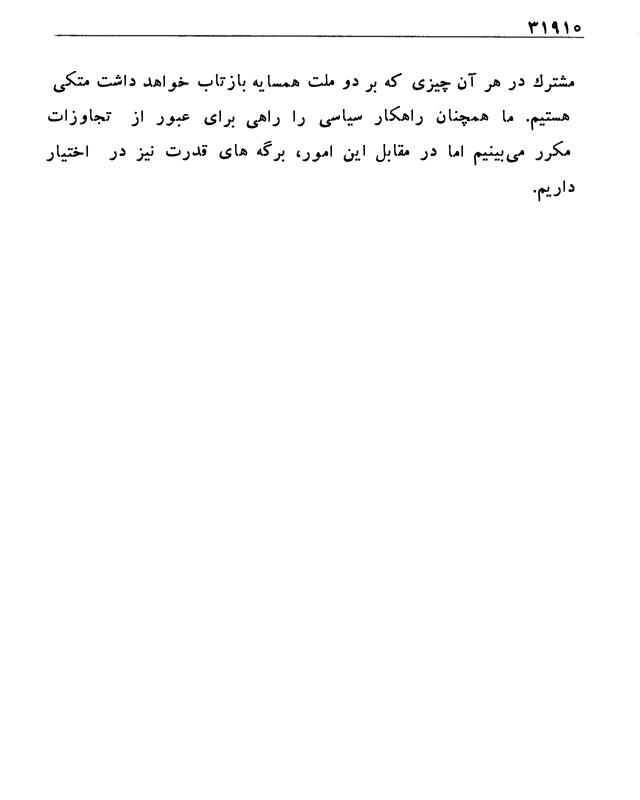 ۳۱۹۱۰
مشترك در هر آن چیزی که بر دو ملت همسایه بازتاب خواهد داشت متکی
هستیم. ما همچنان راهکار سیاسی را راهی برای عبور از تجاوزات
مکرر می‌بینیم اما در مقابل این امور، برگه های قدرت نیز در اختیار
داریم.